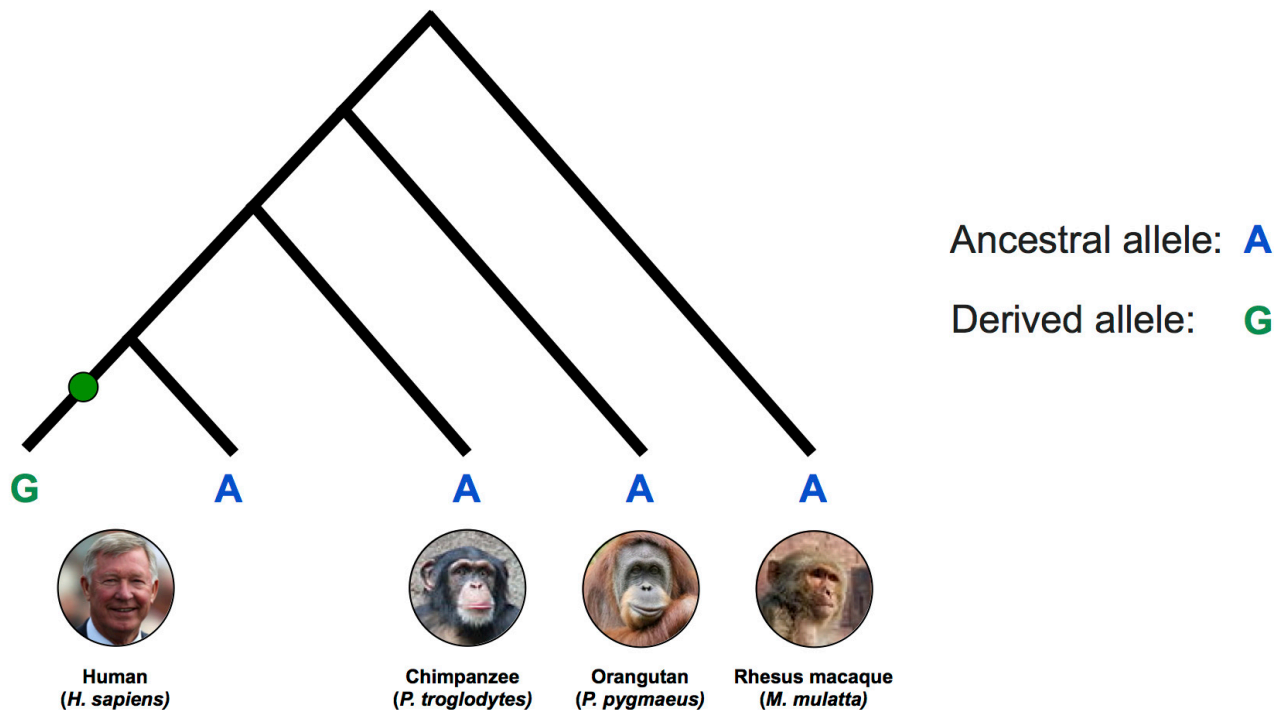 Ancestral allele: A
Derived allele: G
G A A A A
Human
(H. sapiens)
Chimpanzee
(P. troglodytes)
Orangutan
(P. pygmaeus)
Rhesus macaque
(M. mulatta)